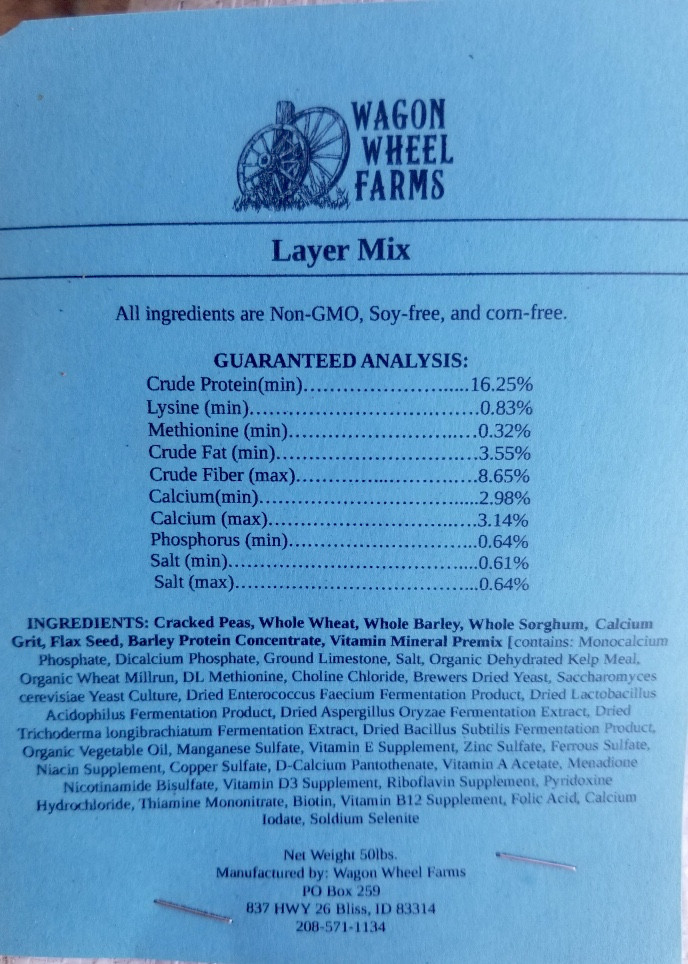 WAGON
WHEEL
FARMS
Layer Mix
All ingredients are Non-GMO, Soy-free, and corn-free.
GUARANTEED ANALYSIS:
Crude Protein(min)..............................16.25%
Lysine (min)......................................0.83%
Methionine (min)................................0.32%
Crude Fat (min)..................................3.55%
Crude Fiber (max)..............................8.65%
Calcium(min)....................................2.98%
Calcium (max)...................................3.14%
Phosphorus (min)...............................0.64%
Salt (min).........................................0.61%
Salt (max)........................................0.64%
INGREDIENTS: Cracked Peas, Whole Wheat, Whole Barley, Whole Sorghum, Calcium
Grit, Flax Seed, Barley Protein Concentrate, Vitamin Mineral Premix [contains: Monocalcium
Phosphate, Dicalcium Phosphate, Ground Limestone, Salt, Organic Dehydrated Kelp Meal,
Organic Wheat Millrun, DL Methionine, Choline Chloride, Brewers Dried Yeast, Saccharomyces
cerevisiae Yeast Culture, Dried Enterococcus Faecium Fermentation Product, Dried Lactobacillus
Acidophilus Fermentation Product, Dried Aspergillus Oryzae Fermentation Extract, Dried
Trichoderma longibrachiatum Fermentation Extract, Dried Bacillus Subtilis Fermentation Product,
Organic Vegetable Oil, Manganese Sulfate, Vitamin E Supplement, Zinc Sulfate, Ferrous Sulfate,
Niacin Supplement, Copper Sulfate, D-Calcium Pantothenate, Vitamin A Acetate, Menadione
Nicotinamide Bisulfate, Vitamin D3 Supplement, Riboflavin Supplement, Pyridoxine
Hydrochloride, Thiamine Mononitrate, Biotin, Vitamin B12 Supplement, Folic Acid, Calcium
Iodate, Soldium Selenite
Net Weight 50lbs.
Manufactured by: Wagon Wheel Farms
PO Box 259
837 HWY 26 Bliss, ID 83314
208-571-1134